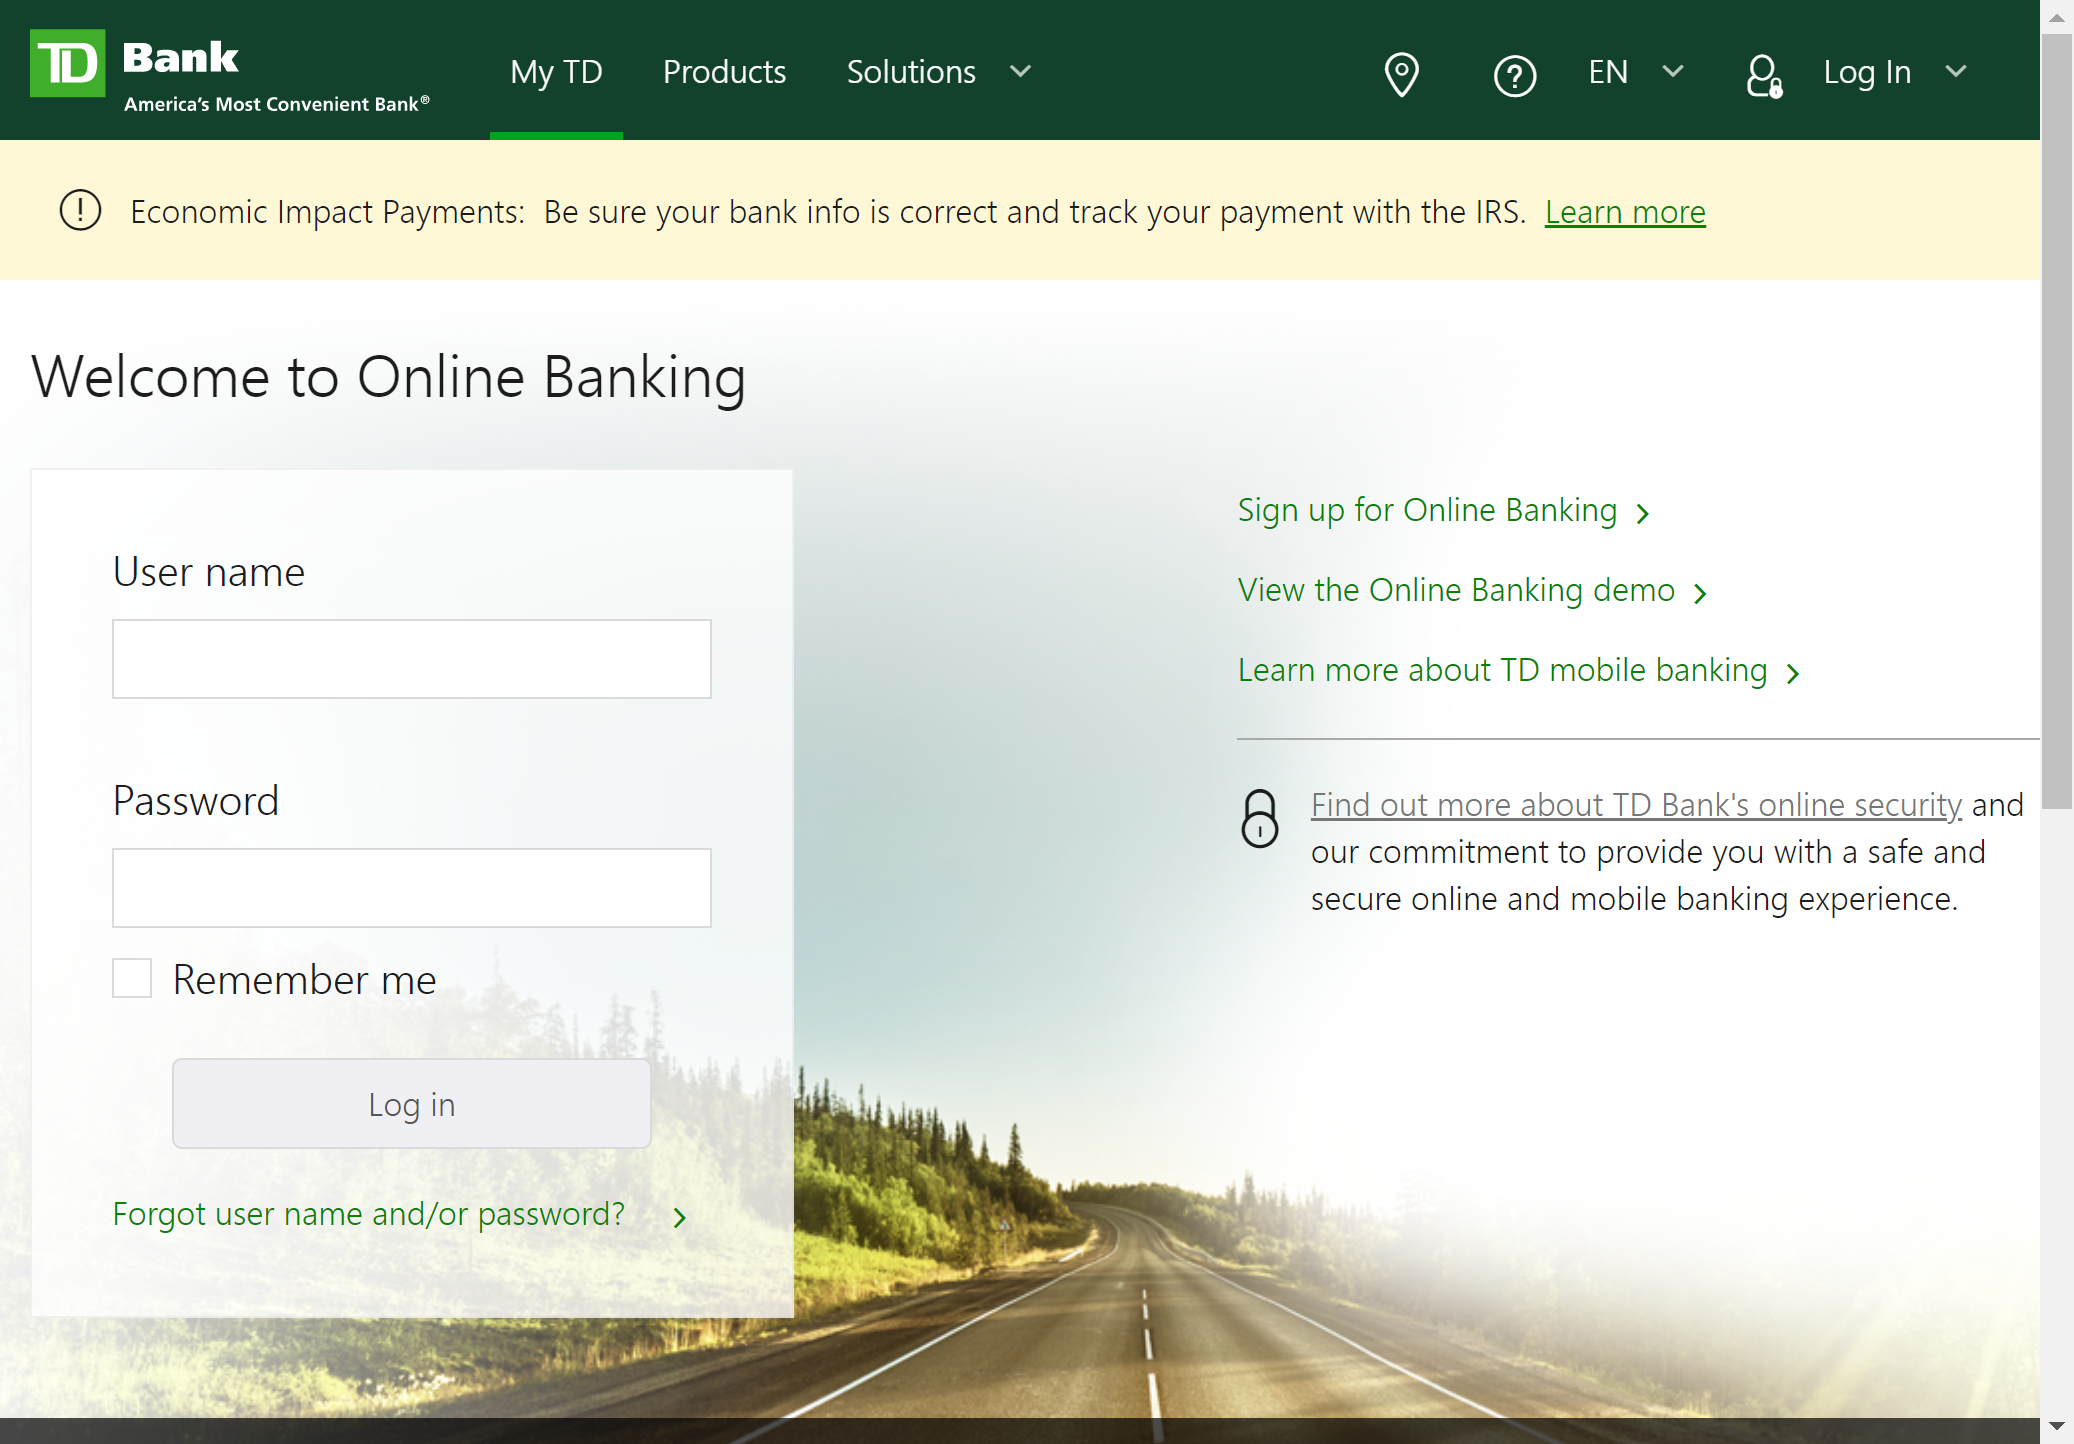 TD Bank
America's Most Convenient Bank®
My TD
Products
Solutions
EN
Log In
Economic Impact Payments: Be sure your bank info is correct and track your payment with the IRS. Learn more
Welcome to Online Banking
User name
Password
Remember me
Log in
Forgot user name and/or password?
Sign up for Online Banking
View the Online Banking demo
Learn more about TD mobile banking
Find out more about TD Bank's online security and
our commitment to provide you with a safe and
secure online and mobile banking experience.